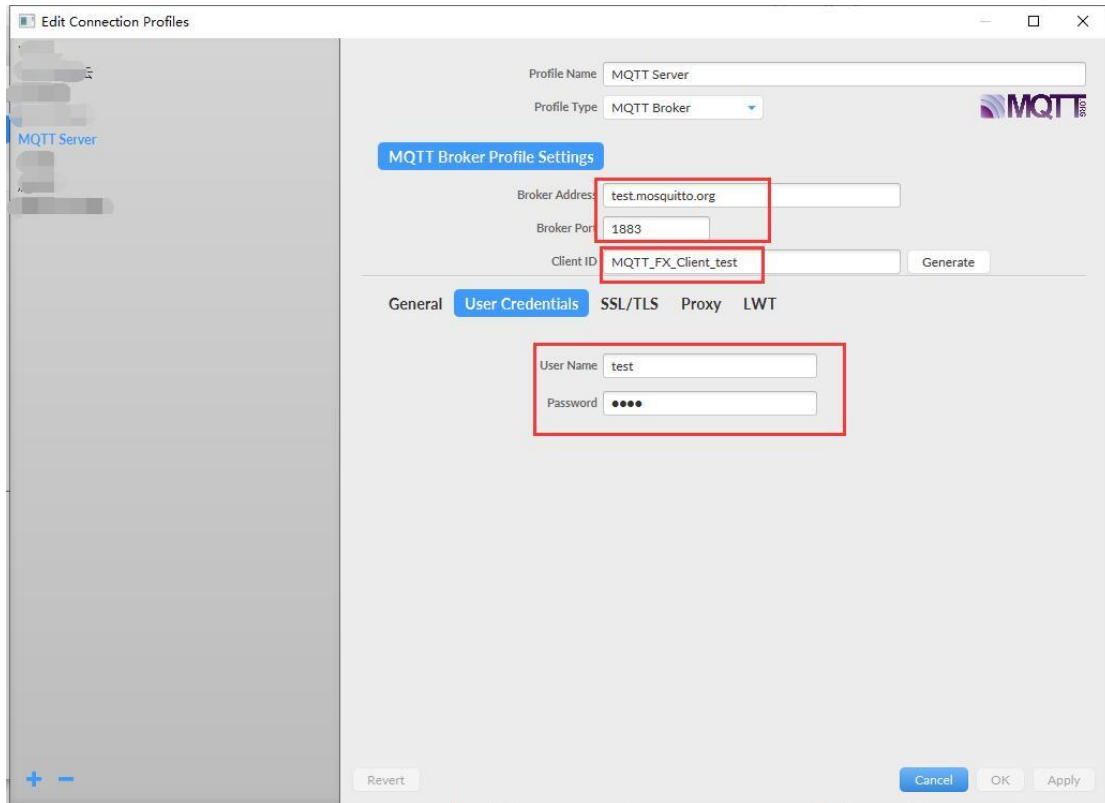 Edit Connection Profiles
MQTT Server
Profile Name MQTT Server
Profile Type MQTT Broker
MQTT.ORG
MQTT Broker Profile Settings
Broker Address test.mosquitto.org
Broker Port 1883
Client ID MQTT_FX_Client_test Generate
General User Credentials SSL/TLS Proxy LWT
User Name test
Password ●●●●
Revert Cancel OK Apply